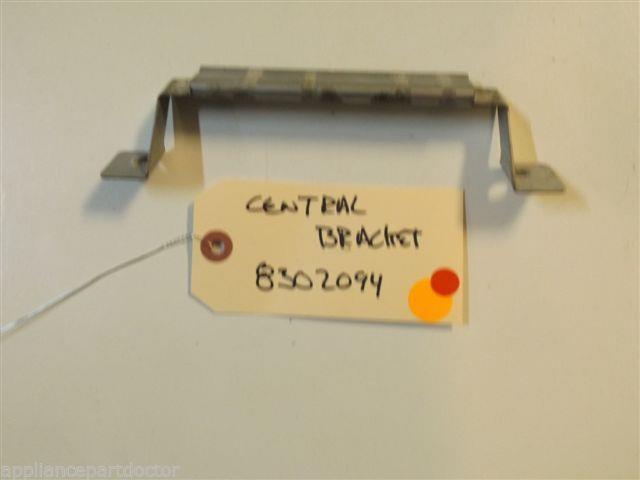 CENTRAL
BRACKET
8302094
appliancepartdoctor